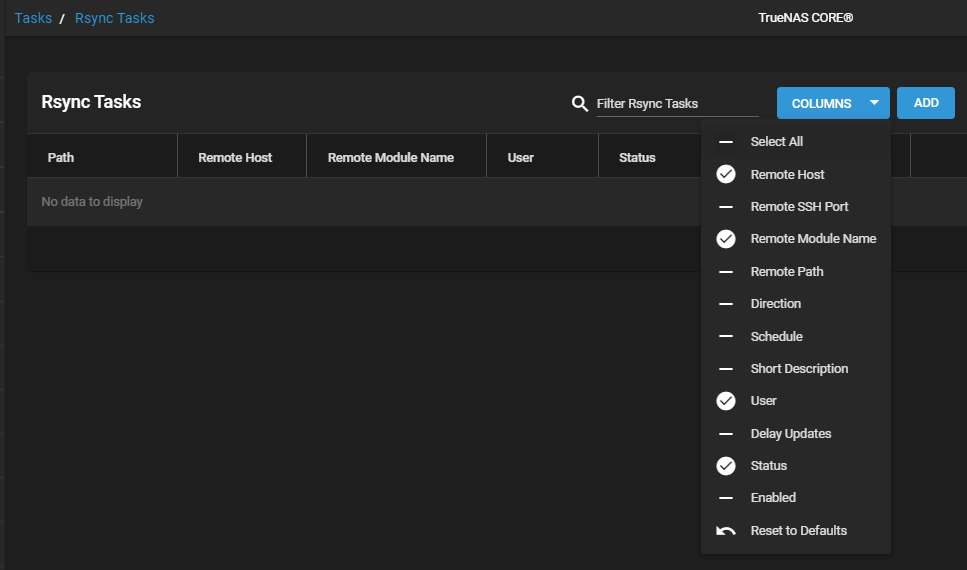 Tasks / Rsync Tasks
TrueNAS CORE®
Rsync Tasks
Filter Rsync Tasks
COLUMNS
ADD
Path
Remote Host
Remote Module Name
User
Status
No data to display
Select All
Remote Host
Remote SSH Port
Remote Module Name
Remote Path
Direction
Schedule
Short Description
User
Delay Updates
Status
Enabled
Reset to Defaults